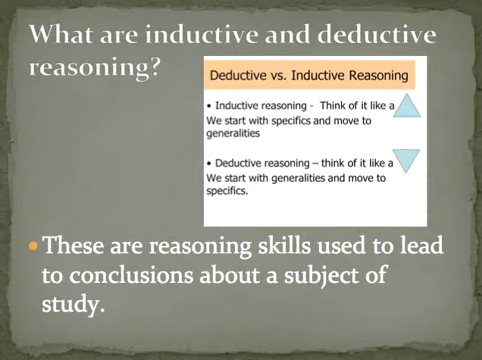 What are inductive and deductive
reasoning?
Deductive vs. Inductive Reasoning
• Inductive reasoning - Think of it like a
We start with specifics and move to
generalities
• Deductive reasoning – think of it like a
We start with generalities and move to
specifics.
• These are reasoning skills used to lead
to conclusions about a subject of
study.